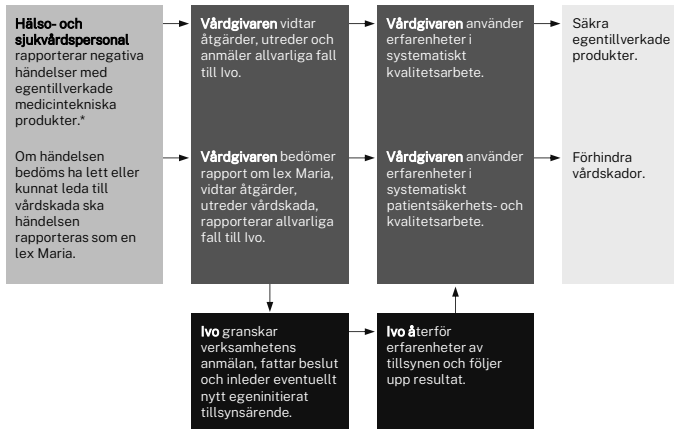 Hälso- och
sjukvårdspersonal
rapporterar negativa
händelser med
egentillverkade
medicintekniska
produkter.*
Om händelsen
bedöms ha lett eller
kunnat leda till
vårdskada ska
händelsen
rapporteras som en
lex Maria.
Vårdgivaren vidtar
åtgärder, utreder och
anmäler allvarliga fall
till Ivo.
Vårdgivaren bedömer
rapport om lex Maria,
vidtar åtgärder,
utreder vårdskada,
rapporterar allvarliga
fall till Ivo.
Vårdgivaren använder
erfarenheter i
systematiskt
kvalitetsarbete.
Vårdgivaren använder
erfarenheter i
systematiskt
patientsäkerhets- och
kvalitetsarbete.
Säkra
egentillverkade
produkter.
Förhindra
vårdskador.
Ivo granskar
verksamhetens
anmälan, fattar beslut
och inleder eventuellt
nytt egeninitierat
tillsynsärende.
Ivo återför
erfarenheter av
tillsynen och följer
upp resultat.